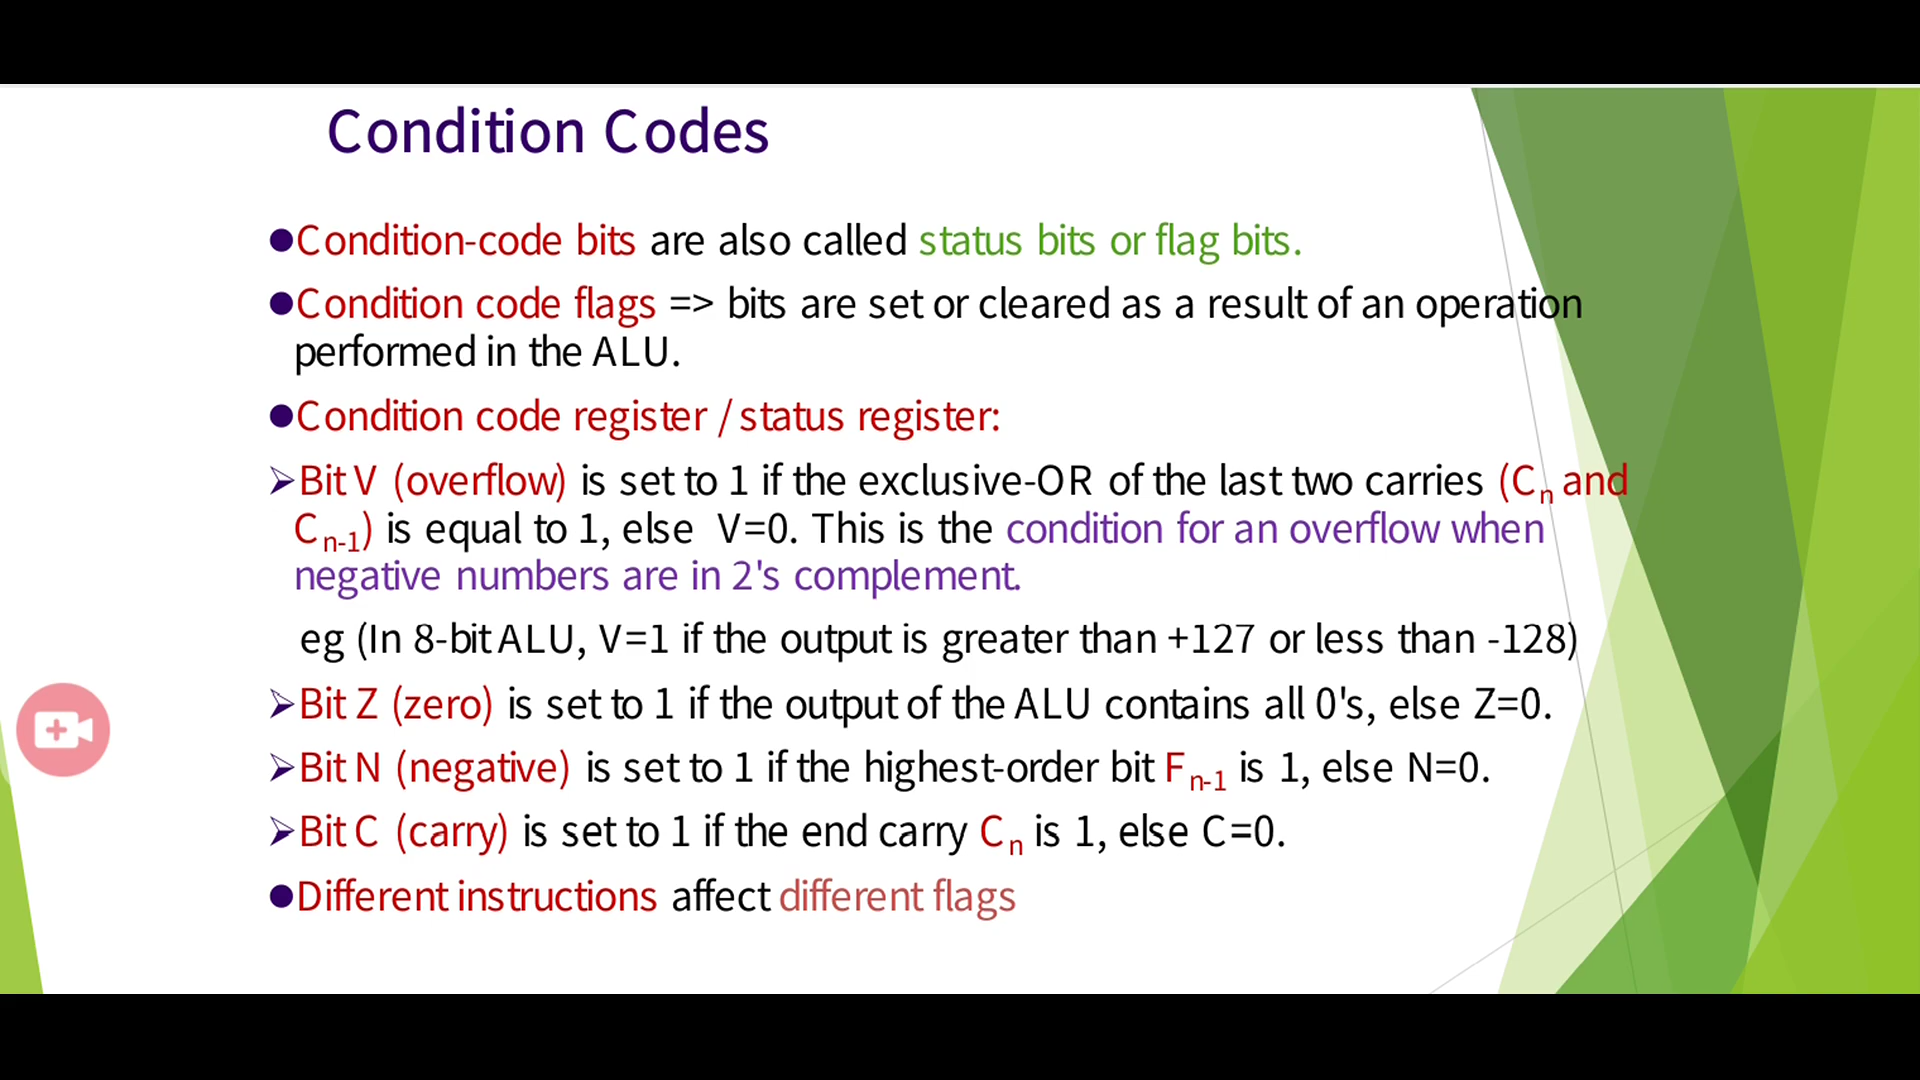 Condition Codes
●Condition-code bits are also called status bits or flag bits.
●Condition code flags => bits are set or cleared as a result of an operation
performed in the ALU.
●Condition code register / status register:
➢Bit V (overflow) is set to 1 if the exclusive-OR of the last two carries (Cn and
Cn-1) is equal to 1, else V=0. This is the condition for an overflow when
negative numbers are in 2's complement.
eg (In 8-bit ALU, V=1 if the output is greater than +127 or less than -128)
➢Bit Z (zero) is set to 1 if the output of the ALU contains all 0's, else Z=0.
➢Bit N (negative) is set to 1 if the highest-order bit Fn-1 is 1, else N=0.
➢Bit C (carry) is set to 1 if the end carry Cn is 1, else C=0.
●Different instructions affect different flags